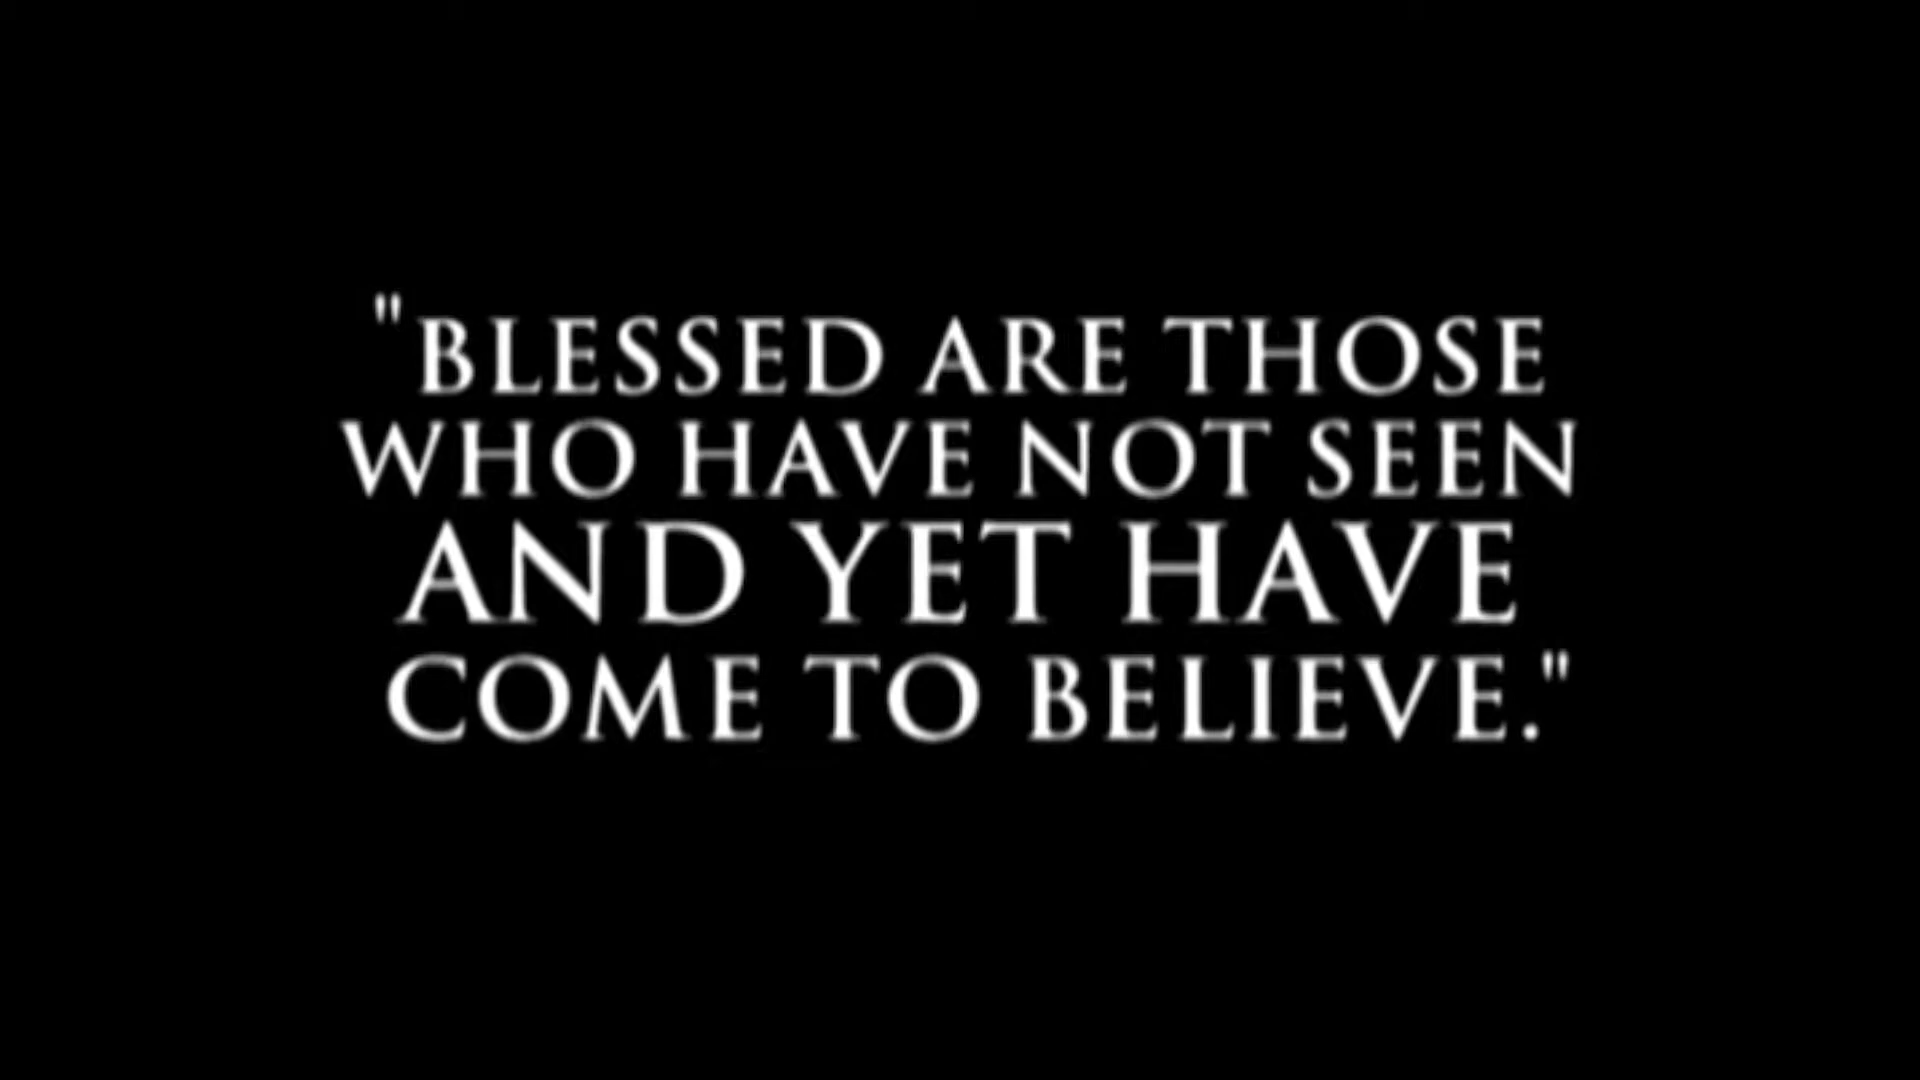 "BLESSED ARE THOSE
WHO HAVE NOT SEEN
AND YET HAVE
COME TO BELIEVE."